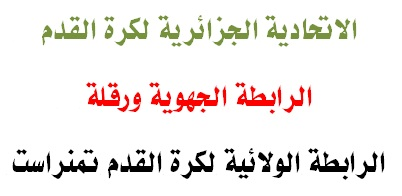 الاتحادية الجزائرية لكرة القدم
الرابطة الجهوية ورقلة
الرابطة الولائية لكرة القدم تمنراست